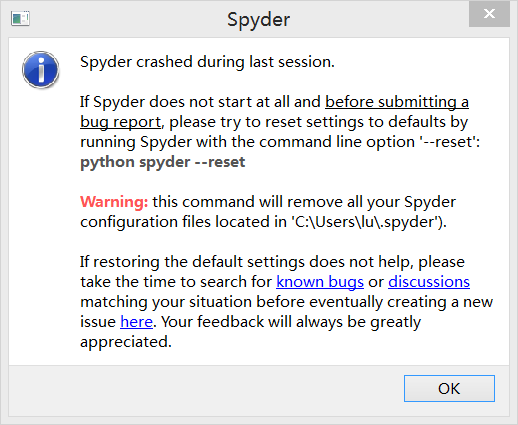 Spyder
Spyder crashed during last session.
If Spyder does not start at all and before submitting a
bug report, please try to reset settings to defaults by
running Spyder with the command line option '--reset':
python spyder --reset
Warning: this command will remove all your Spyder
configuration files located in 'C:\Users\lu\.spyder').
If restoring the default settings does not help, please
take the time to search for known bugs or discussions
matching your situation before eventually creating a new
issue here. Your feedback will always be greatly
appreciated.
OK